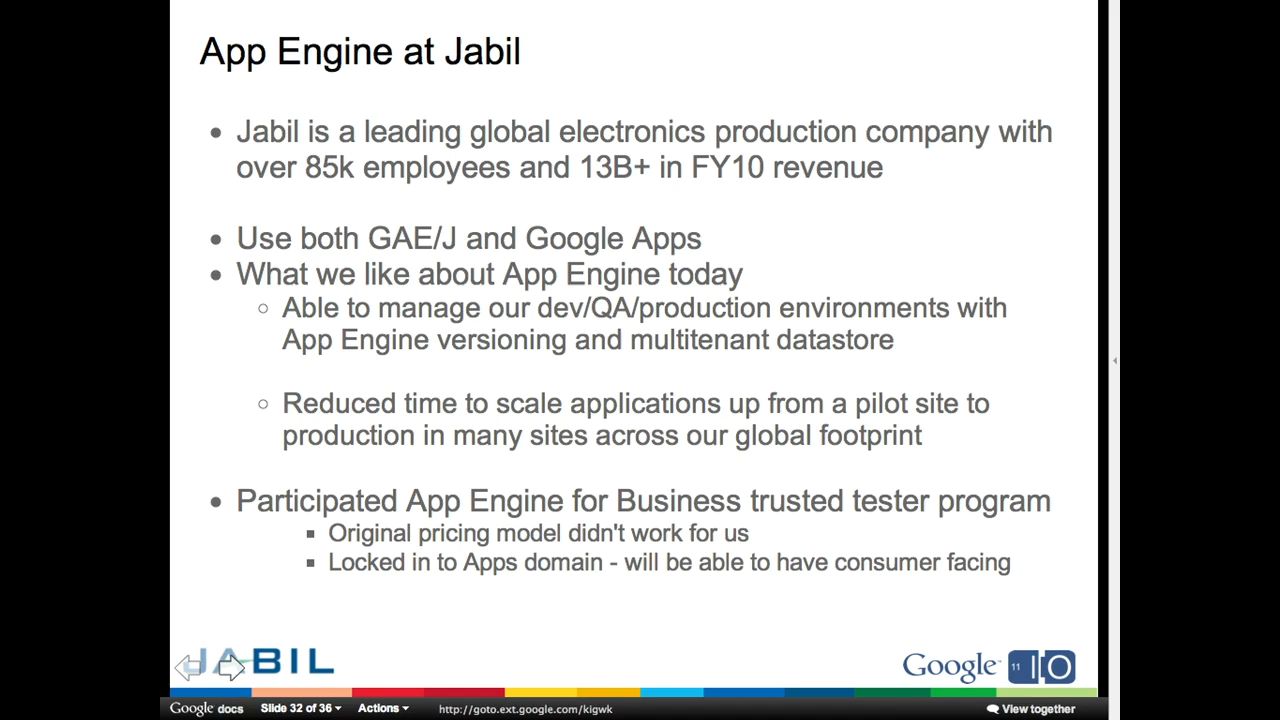 App Engine at Jabil
• Jabil is a leading global electronics production company with
over 85k employees and 13B+ in FY10 revenue
• Use both GAE/J and Google Apps
• What we like about App Engine today
○ Able to manage our dev/QA/production environments with
App Engine versioning and multitenant datastore
○ Reduced time to scale applications up from a pilot site to
production in many sites across our global footprint
• Participated App Engine for Business trusted tester program
▪ Original pricing model didn't work for us
▪ Locked in to Apps domain - will be able to have consumer facing
JABIL
Google 11 IO
Google docs Slide 32 of 36 Actions http://goto.ext.google.com/kigwk View together